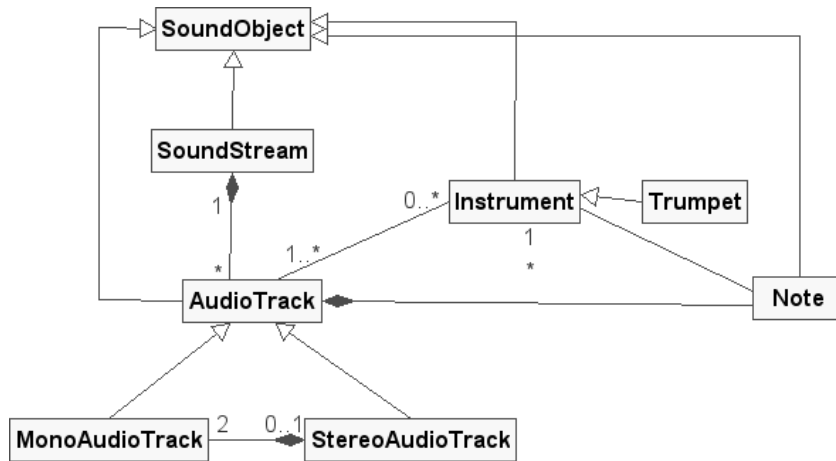 SoundObject
SoundStream
1
0..*
Instrument
Trumpet
1
1..*
*
*
AudioTrack
Note
2
0..1
MonoAudioTrack
StereoAudioTrack